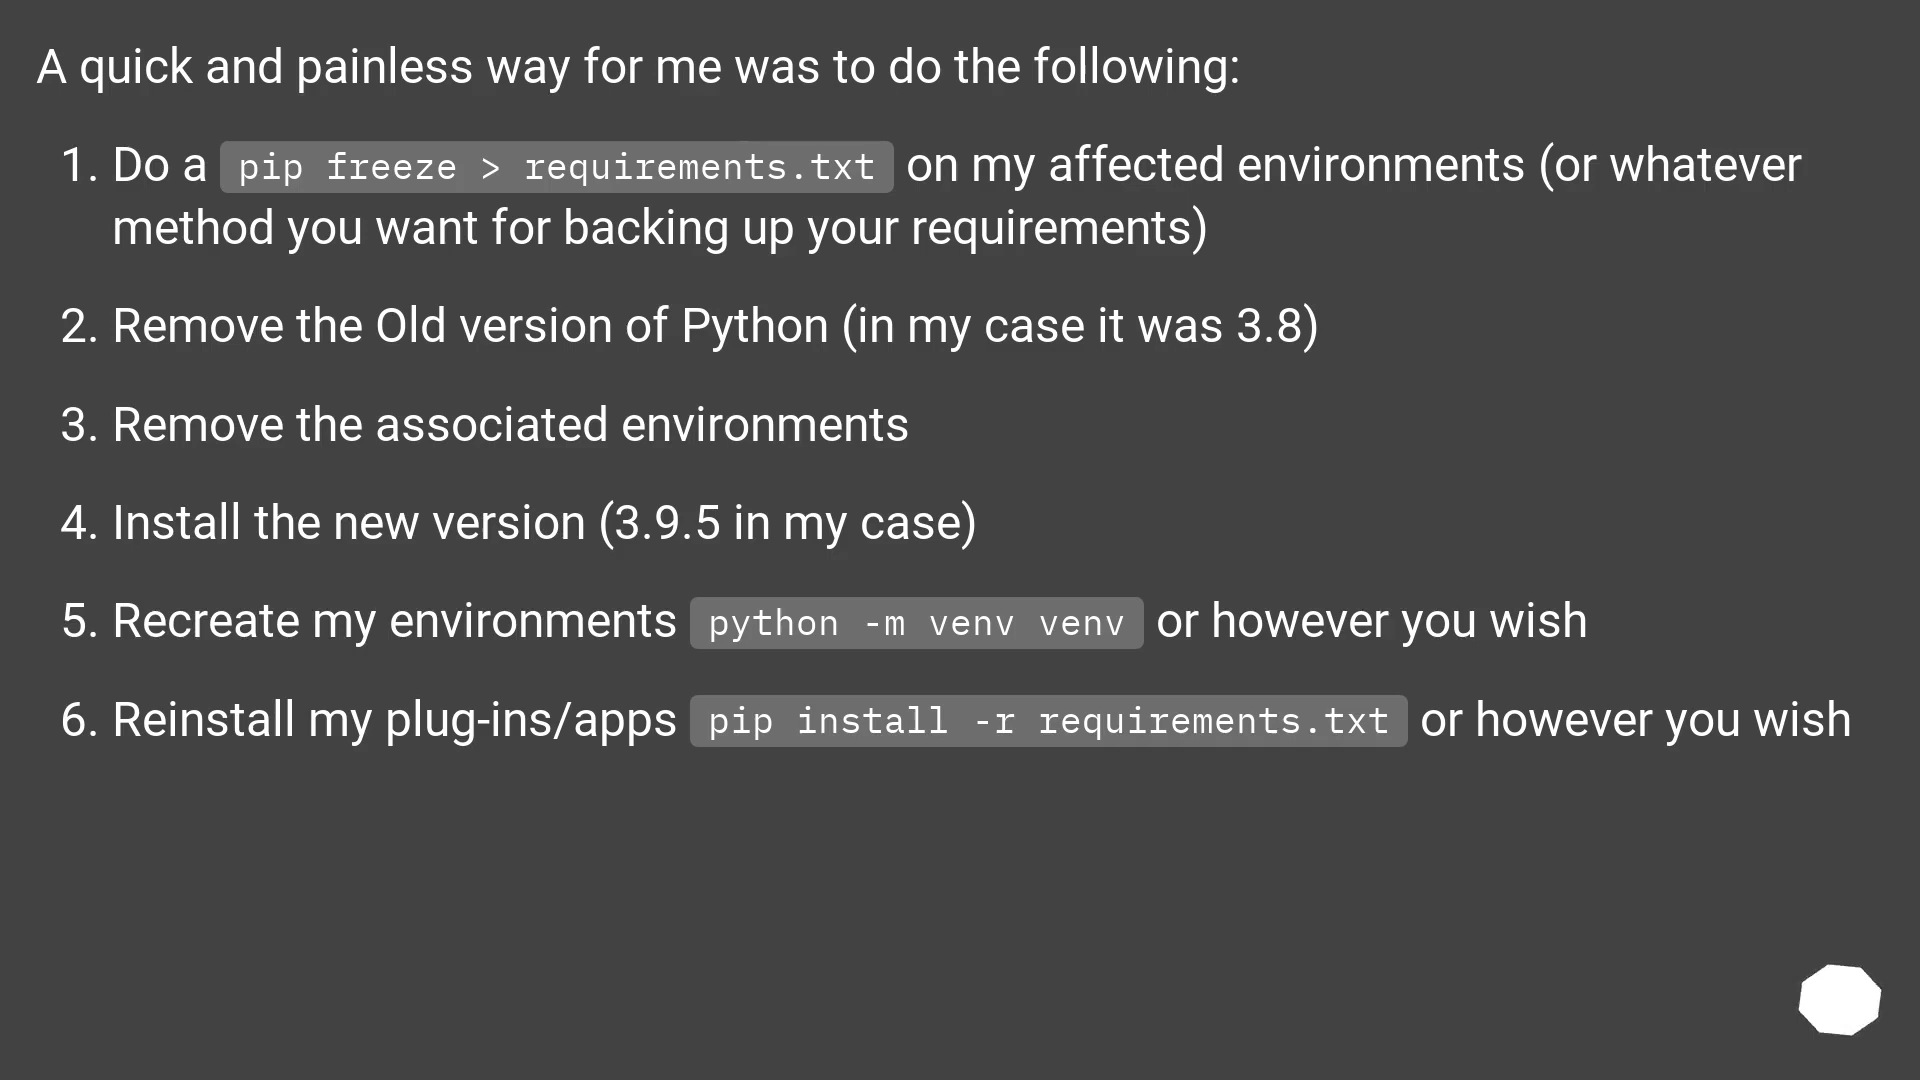 A quick and painless way for me was to do the following:
1. Do a pip freeze > requirements.txt on my affected environments (or whatever
method you want for backing up your requirements)
2. Remove the Old version of Python (in my case it was 3.8)
3. Remove the associated environments
4. Install the new version (3.9.5 in my case)
5. Recreate my environments python -m venv venv or however you wish
6. Reinstall my plug-ins/apps pip install -r requirements.txt or however you wish